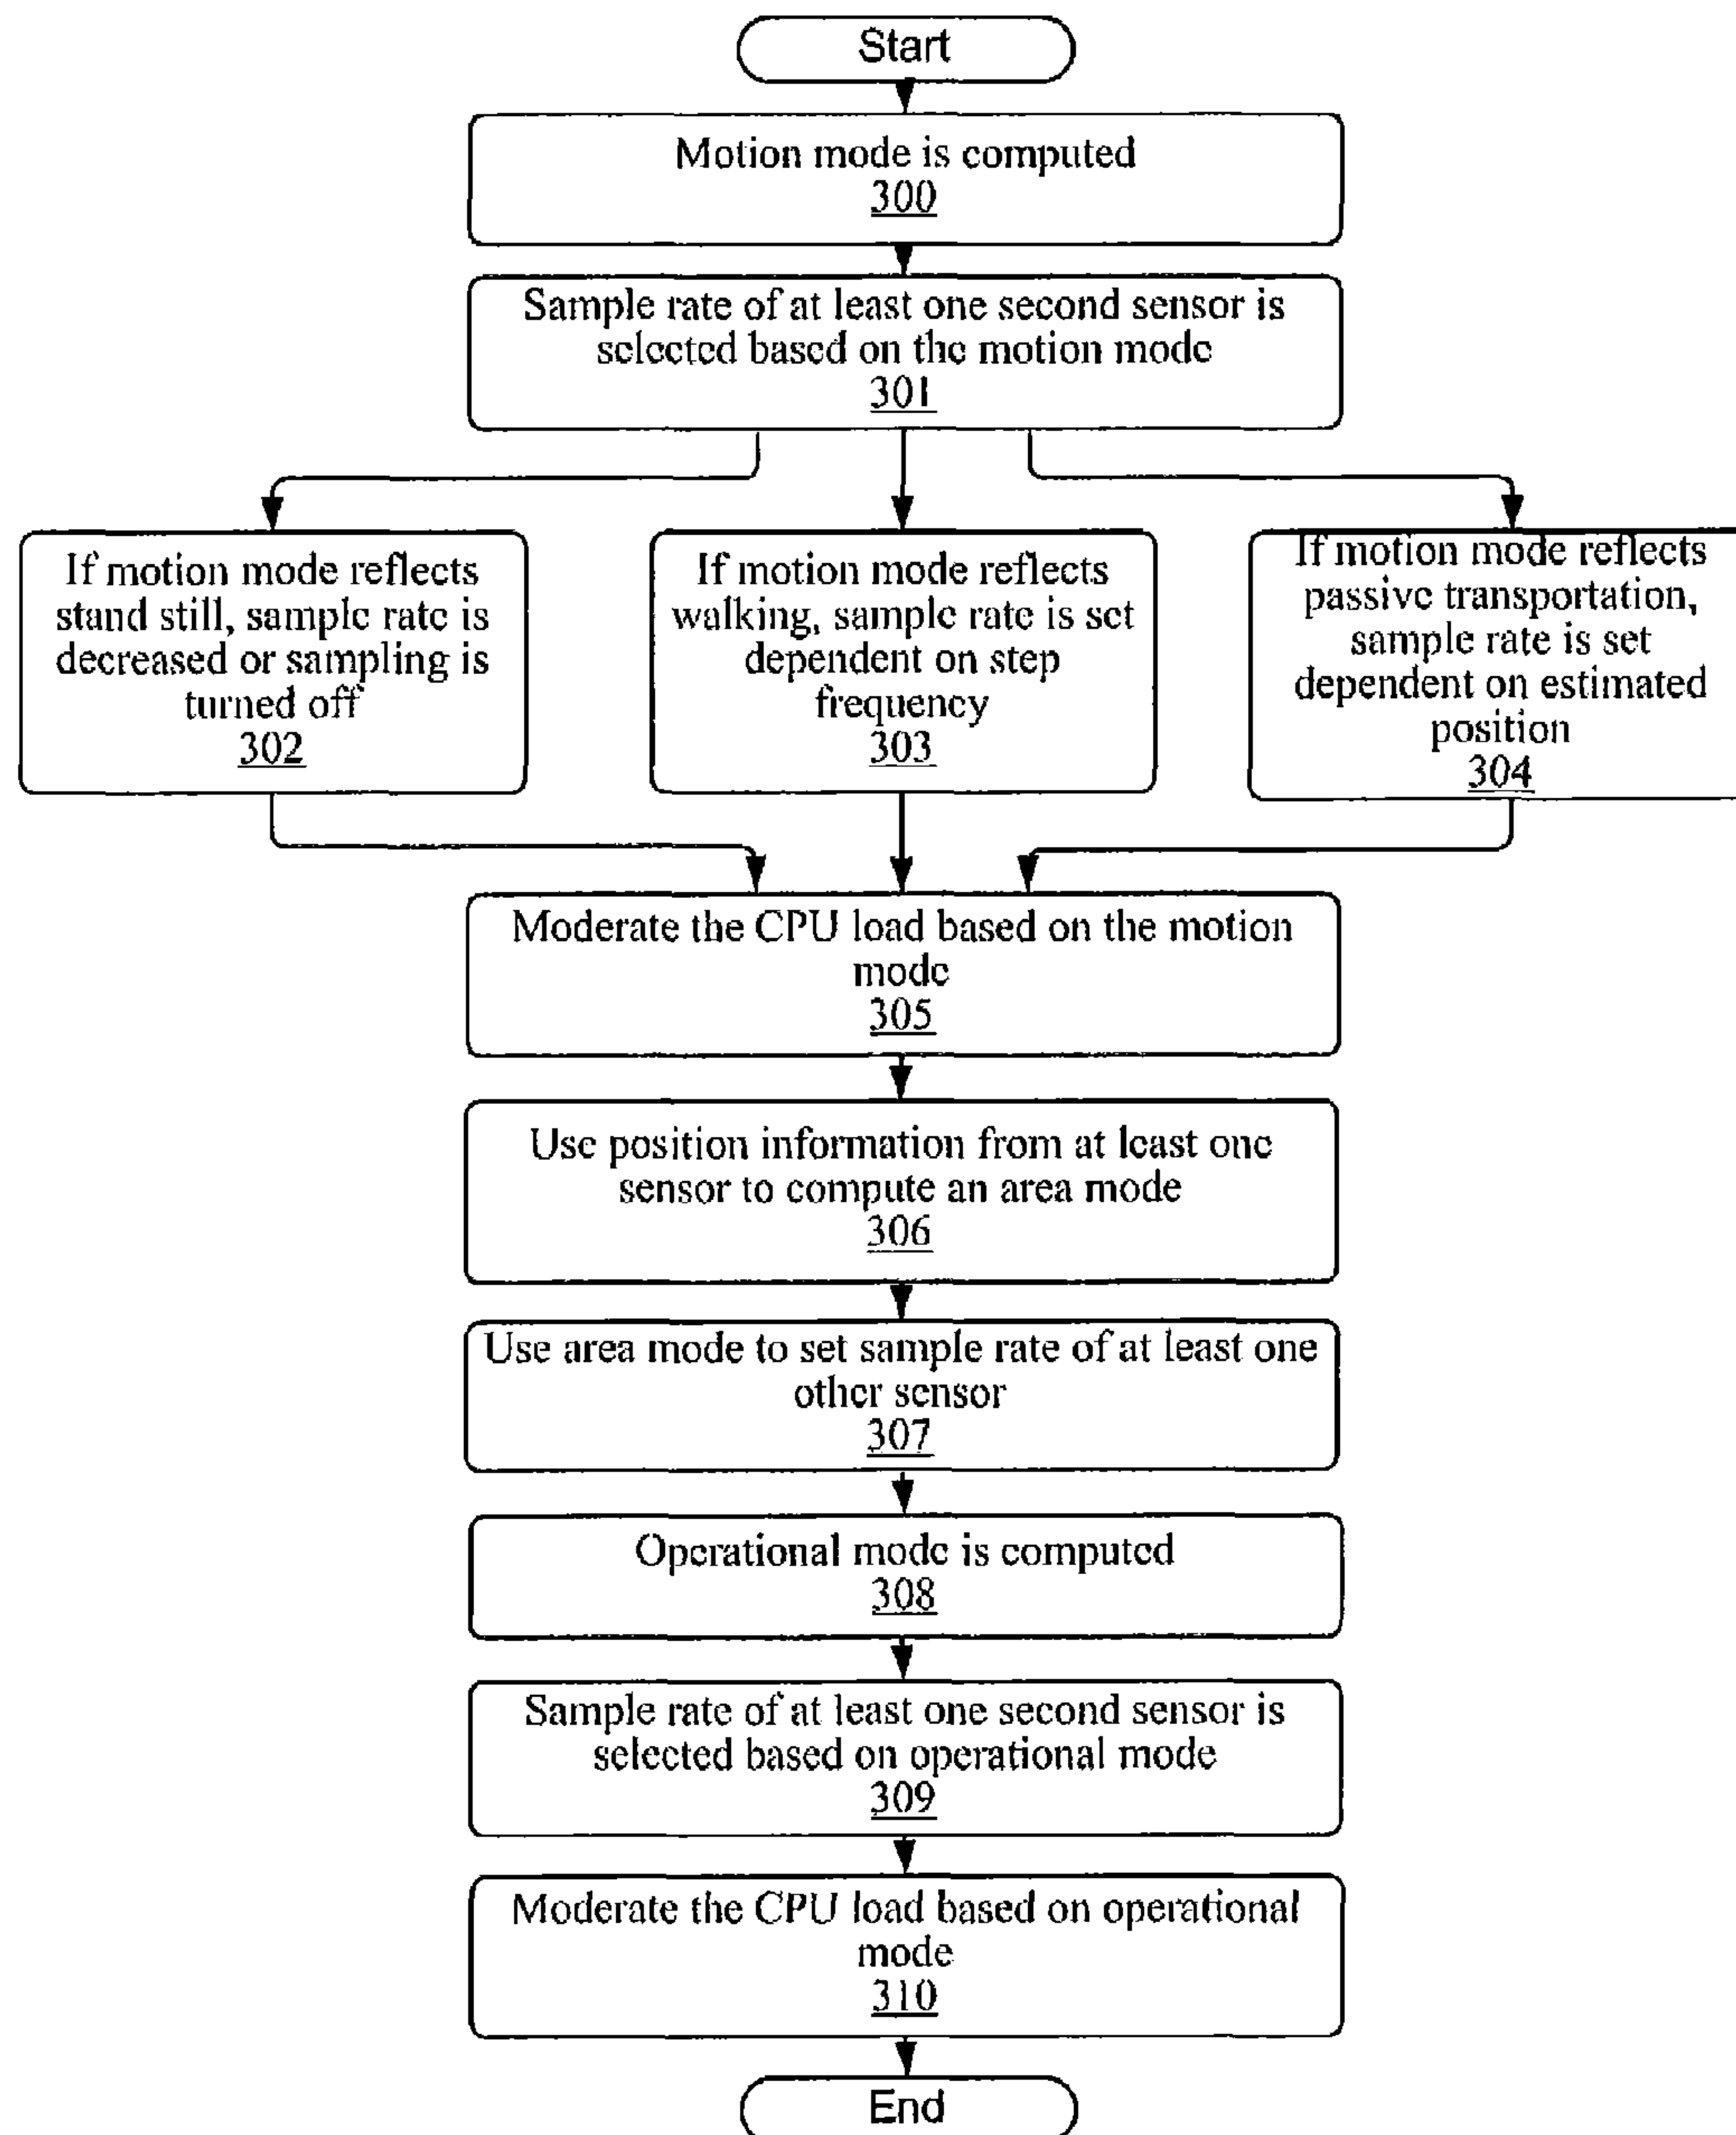 Start
Motion mode is computed
300
Sample rate of at least one second sensor is
selected based on the motion mode
301
If motion mode reflects
stand still, sample rate is
decreased or sampling is
turned off
302
If motion mode reflects
walking, sample rate is set
dependent on step
frequency
303
If motion mode reflects
passive transportation,
sample rate is set
dependent on estimated
position
304
Moderate the CPU load based on the motion
mode
305
Use position information from at least one
sensor to compute an area mode
306
Use area mode to set sample rate of at least one
other sensor
307
Operational mode is computed
308
Sample rate of at least one second sensor is
selected based on operational mode
309
Moderate the CPU load based on operational
mode
310
End